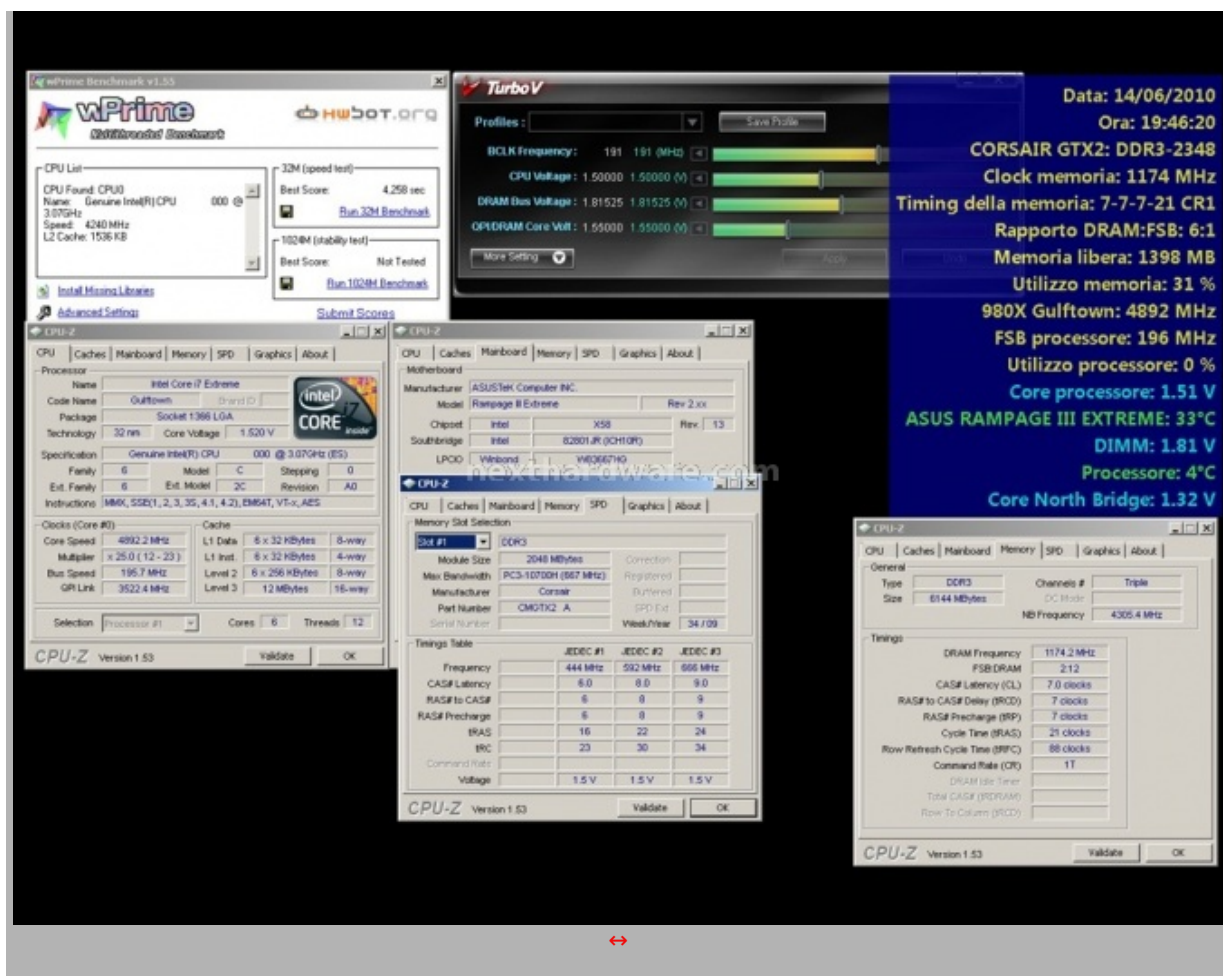 wPrime Benchmark v1.55
wPrime
Multithreaded Benchmark
HWBOT.ORG
CPU List
CPU Found: CPU0
Name: Genuine Intel(R) CPU 000 @
3.07GHz
Speed: 4240 MHz
L2 Cache: 1536 KB
32M (speed test)
Best Score: 4,258 sec
Run 32M Benchmark
1024M (stability test)
Best Score: Not Tested
Run 1024M Benchmark
Install Missing Libraries
Advanced Settings
Submit Scores
TurboV
Profiles :
Save Profile
BCLK Frequency : 191 191 (MHz)
CPU Voltage : 1.50000 1.50000 (V)
DRAM Bus Voltage : 1.81525 1.81525 (V)
QPI/DRAM Core Volt : 1.55000 1.55000 (V)
More Setting
Apply
Undo
Data: 14/06/2010
Ora: 19:46:20
CORSAIR GTX2: DDR3-2348
Clock memoria: 1174 MHz
Timing della memoria: 7-7-7-21 CR1
Rapporto DRAM:FSB: 6:1
Memoria libera: 1398 MB
Utilizzo memoria: 31 %
980X Gulftown: 4892 MHz
FSB processore: 196 MHz
Utilizzo processore: 0 %
Core processore: 1.51 V
ASUS RAMPAGE III EXTREME: 33°C
DIMM: 1.81 V
Processore: 4°C
Core North Bridge: 1.32 V
CPU-Z
CPU Caches Mainboard Memory SPD Graphics About
Processor
Name Intel Core i7 Extreme
Code Name Gulftown Brand ID
Package Socket 1366 LGA
Technology 32 nm Core Voltage 1.520 V
intel CORE i7 inside
Specification Genuine Intel(R) CPU 000 @ 3.07GHz (ES)
Family 6 Model C Stepping 0
Ext. Family 6 Ext. Model 2C Revision A0
Instructions MMX, SSE(1, 2, 3, 3S, 4.1, 4.2), EM64T, VT-x, AES
Clocks (Core #0)
Core Speed 4892.2 MHz
Multiplier x 25.0 ( 12 - 23 )
Bus Speed 195.7 MHz
QPI Link 3522.4 MHz
Cache
L1 Data 6 x 32 KBytes 8-way
L1 Inst. 6 x 32 KBytes 4-way
Level 2 6 x 256 KBytes 8-way
Level 3 12 MBytes 16-way
Selection Processor #1 Cores 6 Threads 12
CPU-Z Version 1.53 Validate OK
CPU-Z
CPU Caches Mainboard Memory SPD Graphics About
Motherboard
Manufacturer ASUSTeK Computer INC.
Model Rampage III Extreme Rev 2.xx
Chipset Intel X58 Rev. 13
Southbridge Intel 82801JR (ICH10R)
LPCIO Winbond W83667HG
nexthardware.com
CPU-Z
CPU Caches Mainboard Memory SPD Graphics About
Memory Slot Selection
Slot #1 DDR3
Module Size 2048 MBytes Correction
Max Bandwidth PC3-10700H (667 MHz) Registered
Manufacturer Corsair Buffered
Part Number CMGTX2 A SPD Ext.
Serial Number Week/Year 34 / 09
Timings Table
JEDEC #1 JEDEC #2 JEDEC #3
Frequency 444 MHz 592 MHz 666 MHz
CAS# Latency 6.0 8.0 9.0
RAS# to CAS# 6 8 9
RAS# Precharge 6 8 9
tRAS 16 22 24
tRC 23 30 34
Command Rate
Voltage 1.5 V 1.5 V 1.5 V
CPU-Z Version 1.53 Validate OK
CPU-Z
CPU Caches Mainboard Memory SPD Graphics About
General
Type DDR3 Channels # Triple
Size 6144 MBytes DC Mode
NB Frequency 4305.4 MHz
Timings
DRAM Frequency 1174.2 MHz
FSB:DRAM 2:12
CAS# Latency (CL) 7.0 clocks
RAS# to CAS# Delay (tRCD) 7 clocks
RAS# Precharge (tRP) 7 clocks
Cycle Time (tRAS) 21 clocks
Row Refresh Cycle Time (tRFC) 88 clocks
Command Rate (CR) 1T
DRAM Idle Timer
Total CAS# (tRDRAM)
Row To Column (tRCD)
CPU-Z Version 1.53 Validate OK